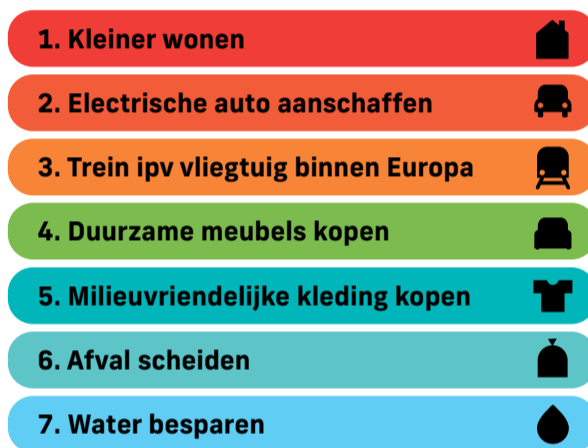 1. Kleiner wonen
2. Electrische auto aanschaffen
3. Trein ipv vliegtuig binnen Europa
4. Duurzame meubels kopen
5. Milieuvriendelijke kleding kopen
6. Afval scheiden
7. Water besparen